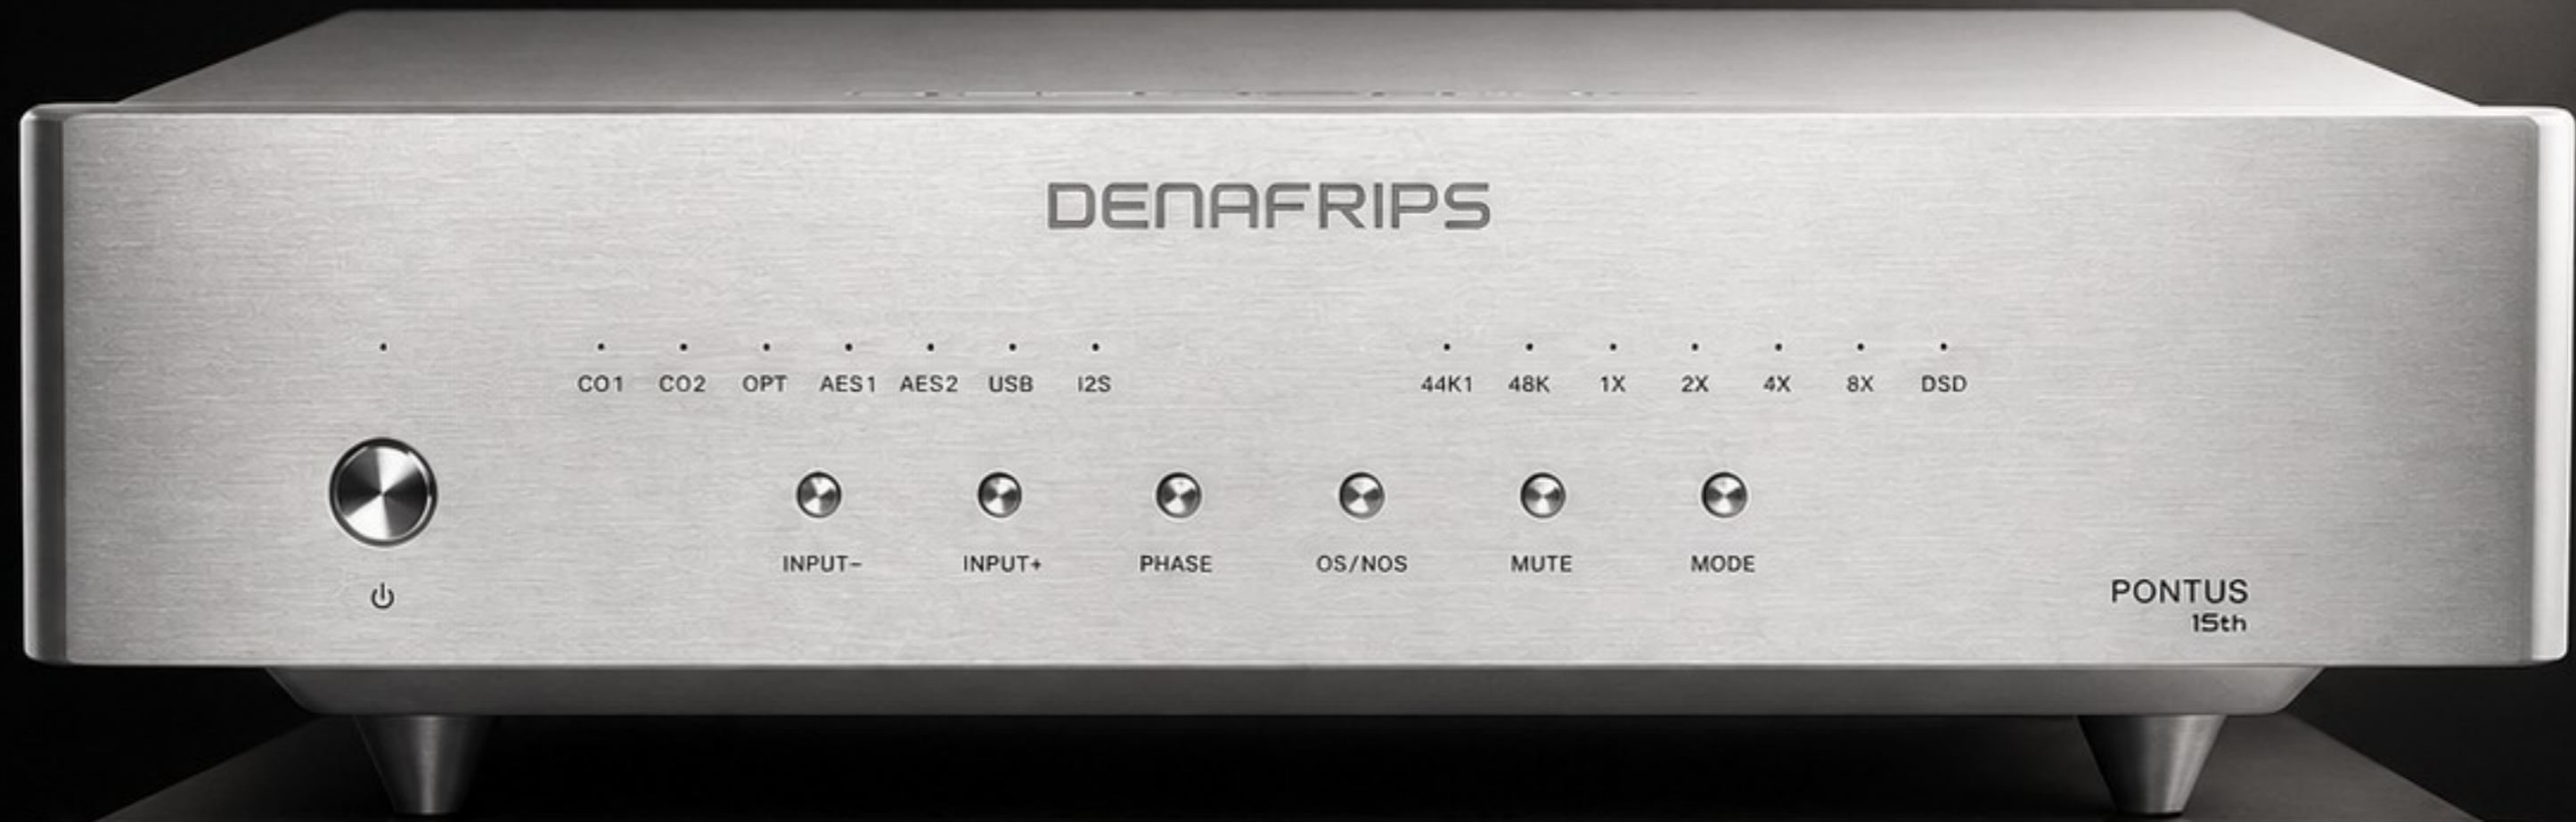 DENAFRIPS
CO1 CO2 OPT AES1 AES2 USB I2S
44K1 48K 1X 2X 4X 8X DSD
INPUT- INPUT+ PHASE OS/NOS MUTE MODE
PONTUS
15th